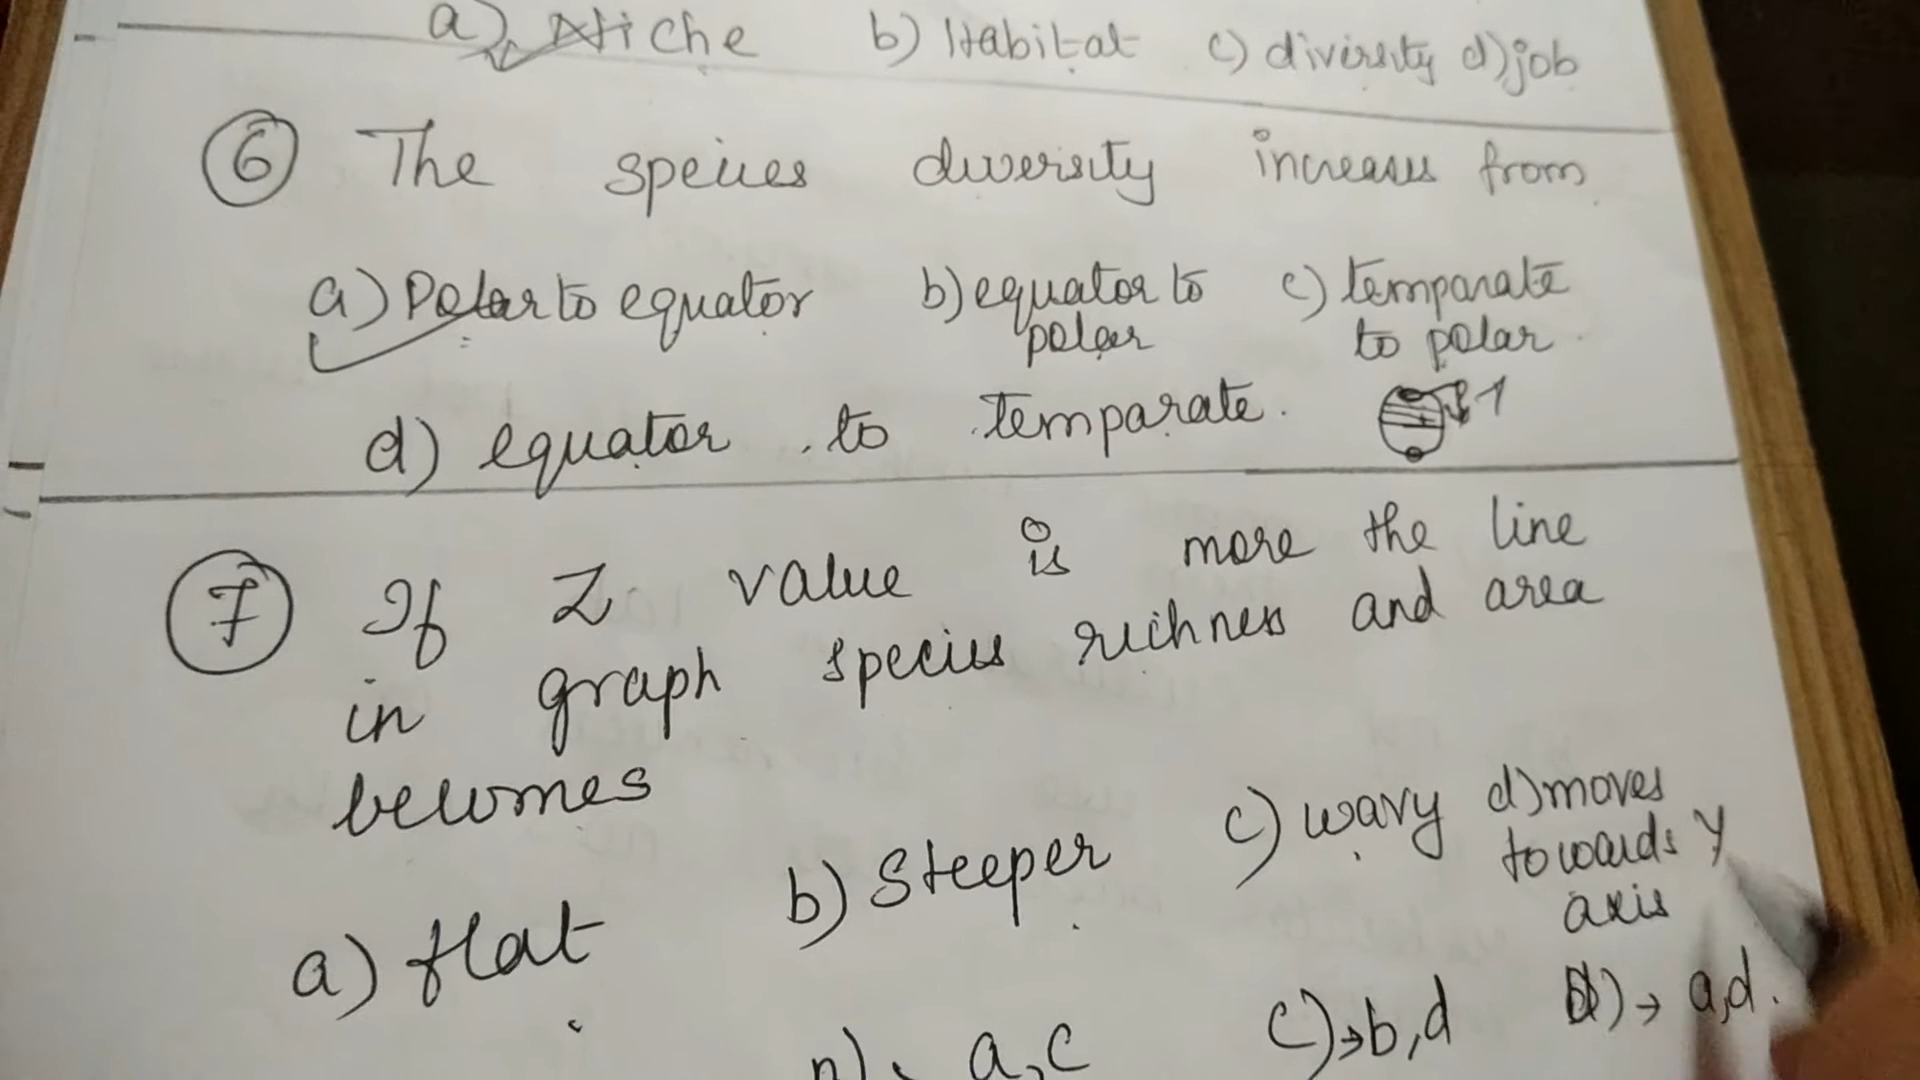 a) Niche b) Habitat c) diversity d) job
6 The speices diversity increases from
a) Polar to equator b) equator to polar c) temparate to polar
d) equator to temparate.
7 If Z value is more the line
in graph species richness and area
becomes
a) flat b) Steeper c) wavy d) moves towards y axis
a,c C)→b,d → a,d.